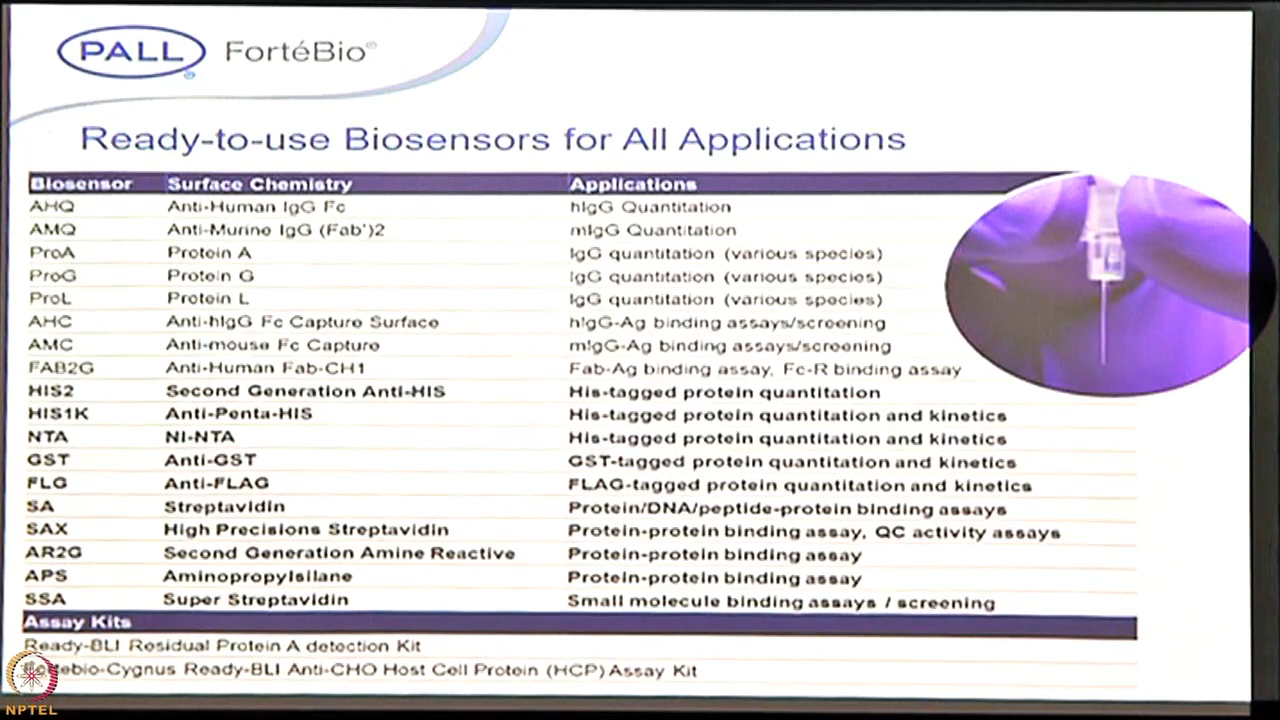 PALL FortéBio®
®
Ready-to-use Biosensors for All Applications
Biosensor Surface Chemistry Applications
AHQ Anti-Human IgG Fc hIgG Quantitation
AMQ Anti-Murine IgG (Fab')2 mIgG Quantitation
ProA Protein A IgG quantitation (various species)
ProG Protein G IgG quantitation (various species)
ProL Protein L IgG quantitation (various species)
AHC Anti-hIgG Fc Capture Surface hIgG-Ag binding assays/screening
AMC Anti-mouse Fc Capture mIgG-Ag binding assays/screening
FAB2G Anti-Human Fab-CH1 Fab-Ag binding assay, Fc-R binding assay
HIS2 Second Generation Anti-HIS His-tagged protein quantitation
HIS1K Anti-Penta-HIS His-tagged protein quantitation and kinetics
NTA Ni-NTA His-tagged protein quantitation and kinetics
GST Anti-GST GST-tagged protein quantitation and kinetics
FLG Anti-FLAG FLAG-tagged protein quantitation and kinetics
SA Streptavidin Protein/DNA/peptide-protein binding assays
SAX High Precisions Streptavidin Protein-protein binding assay, QC activity assays
AR2G Second Generation Amine Reactive Protein-protein binding assay
APS Aminopropylsilane Protein-protein binding assay
SSA Super Streptavidin Small molecule binding assays / screening
Assay Kits
Ready-BLI Residual Protein A detection Kit
Fortebio-Cygnus Ready-BLI Anti-CHO Host Cell Protein (HCP) Assay Kit
NPTEL